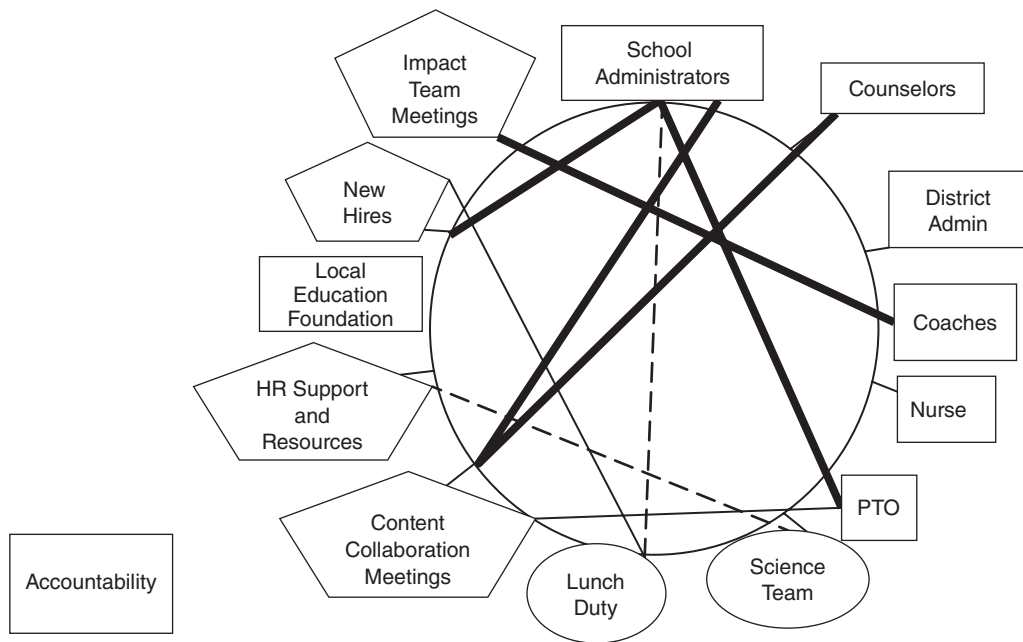 Impact
Team
Meetings
School
Administrators
Counselors
New
Hires
District
Admin
Local
Education
Foundation
Coaches
HR Support
and
Resources
Nurse
Content
Collaboration
Meetings
PTO
Accountability
Lunch
Duty
Science
Team